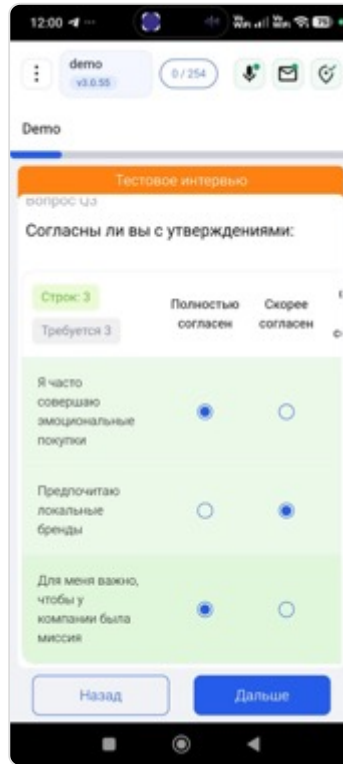 12:00
demo
v3.0.55
0 / 254
Demo
Тестовое интервью
Вопрос Q3
Согласны ли вы с утверждениями:
Строк: 3
Требуется 3
Полностью
согласен
Скорее
согласен
Я часто
совершаю
эмоциональные
покупки
Предпочитаю
локальные
бренды
Для меня важно,
чтобы у
компании была
миссия
Назад
Дальше